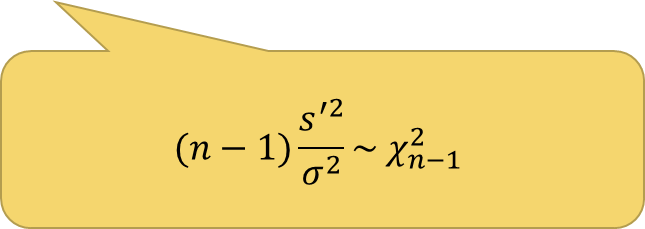 (n − 1) s′²/σ² ~ χ²ₙ₋₁